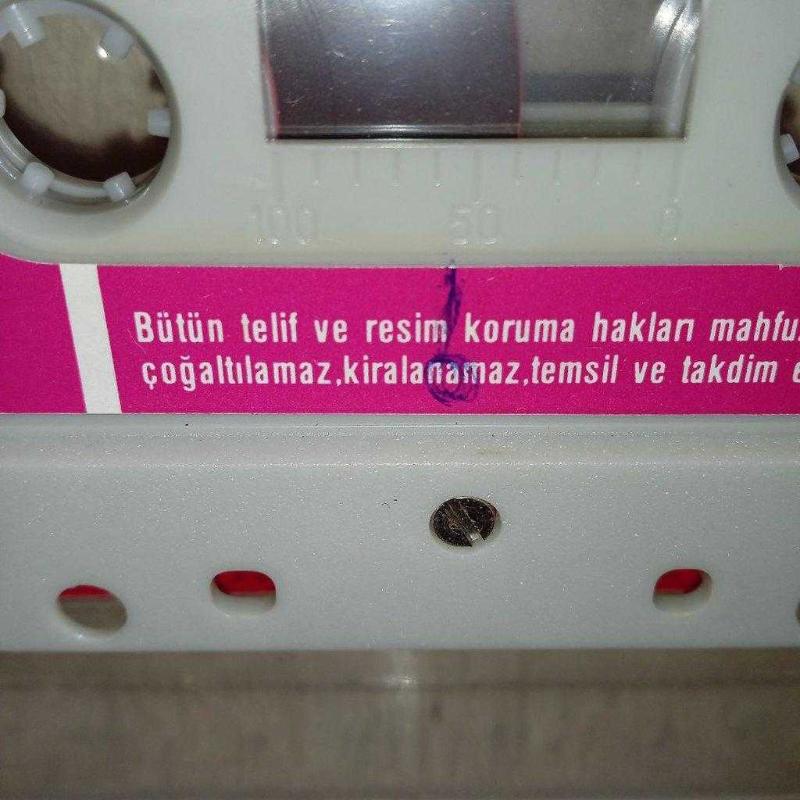 100 50 0
Bütün telif ve resim koruma hakları
çoğaltılamaz,kiralanamaz,temsil ve takdim